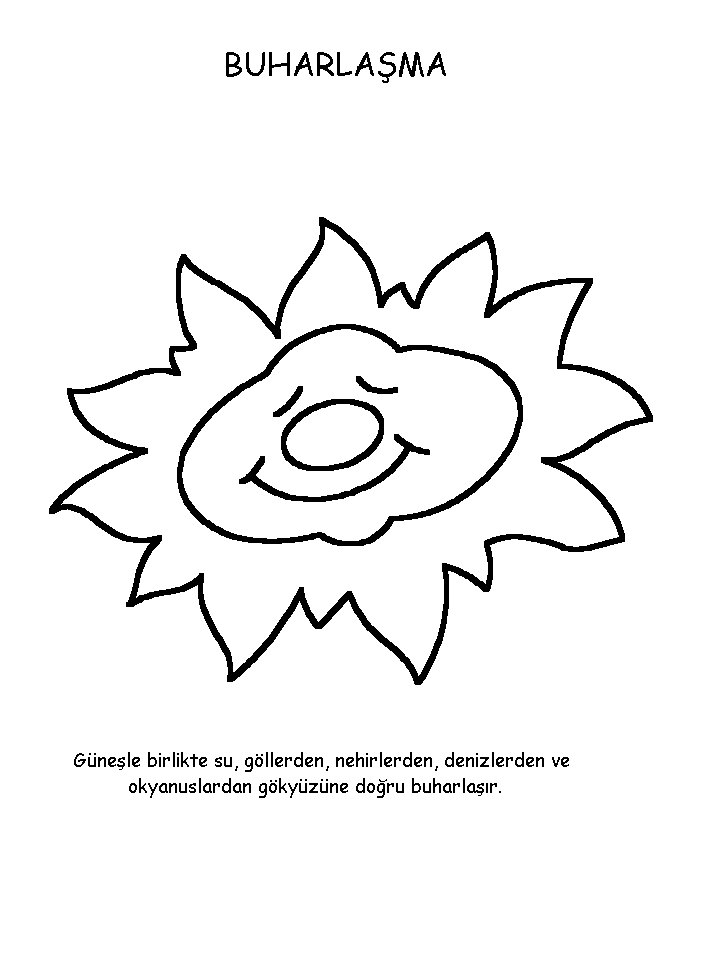 BUHARLAŞMA
Güneşle birlikte su, göllerden, nehirlerden, denizlerden ve
okyanuslardan gökyüzüne doğru buharlaşır.